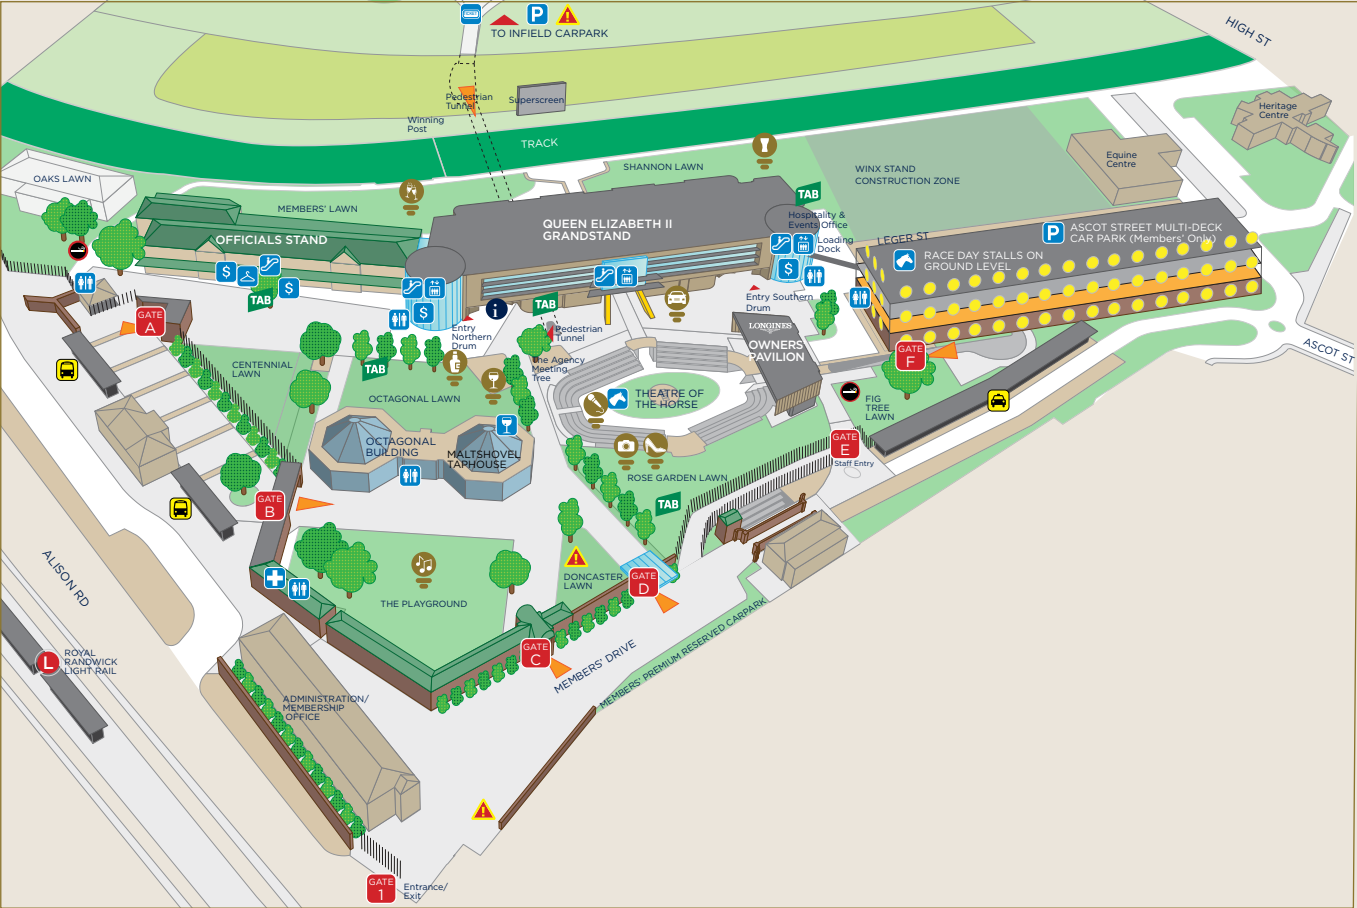 P
TO INFIELD CARPARK
HIGH ST
Pedestrian
Tunnel
Superscreen
Winning
Post
TRACK
Heritage
Centre
Equine
Centre
SHANNON LAWN
WINX STAND
CONSTRUCTION ZONE
OAKS LAWN
MEMBERS' LAWN
TAB
QUEEN ELIZABETH II
GRANDSTAND
Hospitality &
Events Office
Loading
Dock
LEGER ST
P
ASCOT STREET MULTI-DECK
CAR PARK (Members' Only)
RACE DAY STALLS ON
GROUND LEVEL
OFFICIALS STAND
$
$
TAB
$
$
i
TAB
Entry Southern
Drum
GATE
A
Entry
Northern
Drum
Pedestrian
Tunnel
LONGINES
OWNERS
PAVILION
GATE
F
ASCOT ST
The Agency
Meeting
Tree
CENTENNIAL
LAWN
TAB
OCTAGONAL LAWN
THEATRE OF
THE HORSE
FIG
TREE
LAWN
OCTAGONAL
BUILDING
MALTSHOVEL
TAPHOUSE
GATE
E
Staff Entry
ROSE GARDEN LAWN
TAB
GATE
B
ALISON RD
DONCASTER
LAWN
GATE
D
THE PLAYGROUND
GATE
C
MEMBERS' DRIVE
MEMBERS' PREMIUM RESERVED CARPARK
L
ROYAL
RANDWICK
LIGHT RAIL
ADMINISTRATION/
MEMBERSHIP
OFFICE
GATE
1
Entrance/
Exit